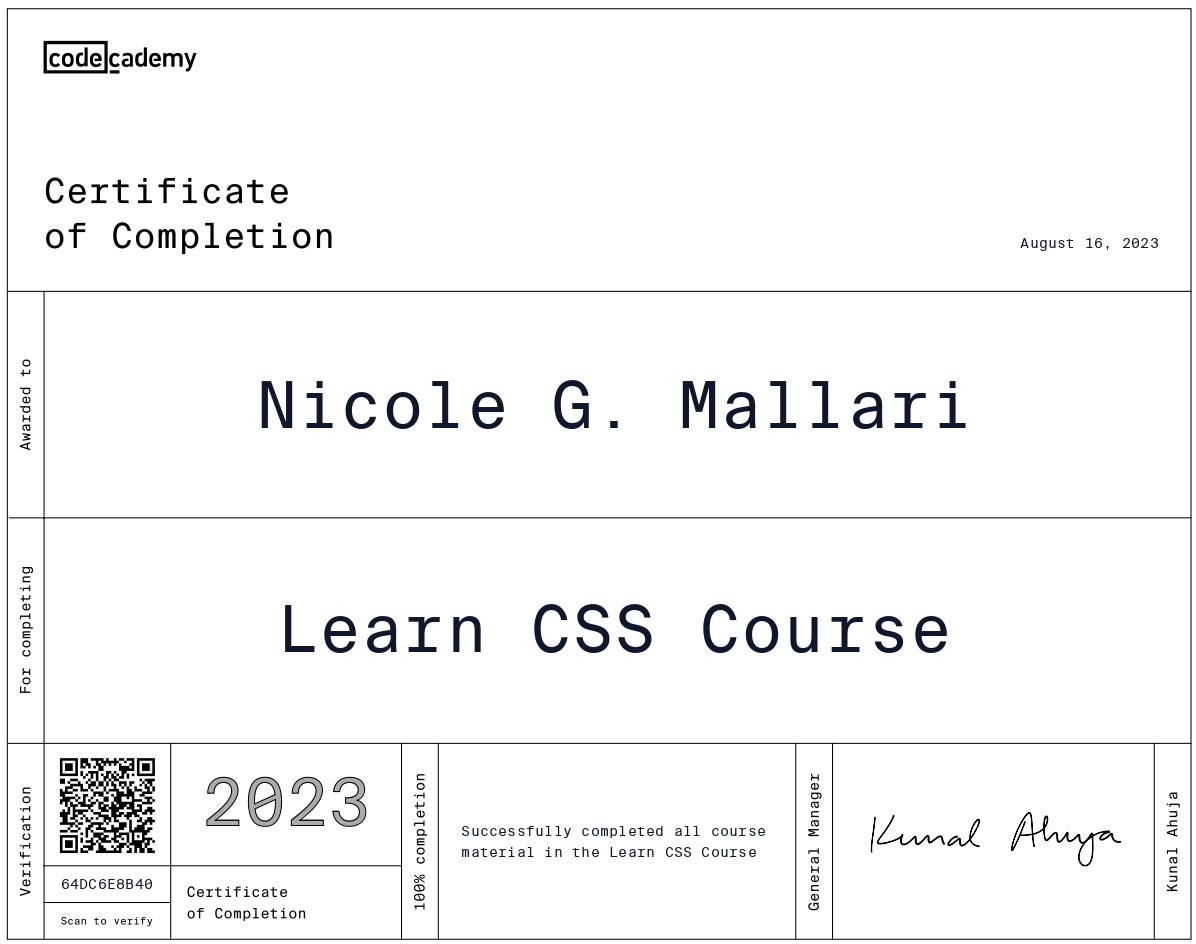 codecademy
Certificate
of Completion
August 16, 2023
Awarded to
Nicole G. Mallari
For completing
Learn CSS Course
Verification
64DC6E8B40
Scan to verify
2023
Certificate
of Completion
100% completion
Successfully completed all course
material in the Learn CSS Course
General Manager
Kunal Ahuja
Kunal Ahuja